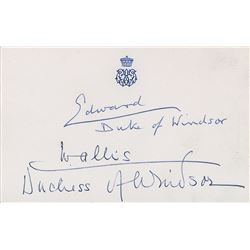 Edward
Duke of Windsor
Wallis
Duchess of Windsor